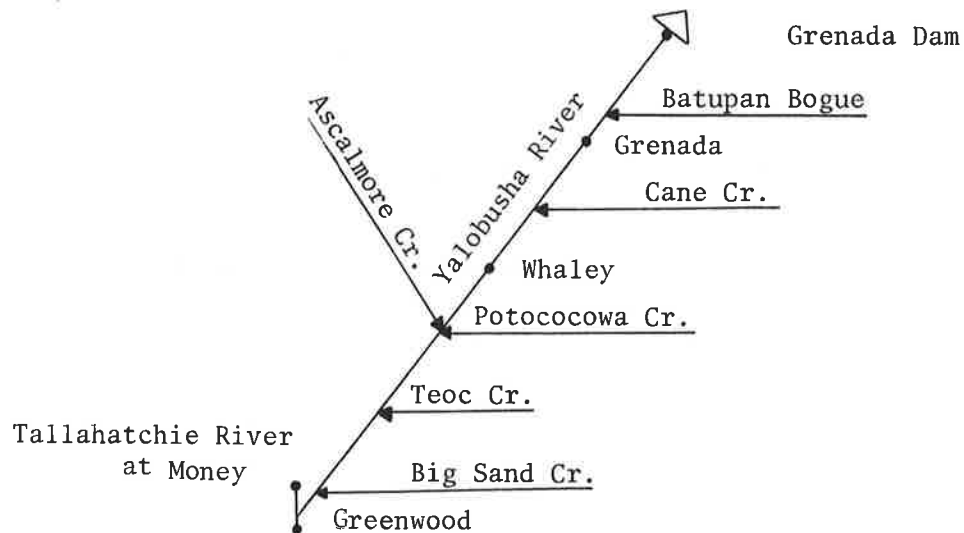 Grenada Dam
Batupan Bogue
Ascalmore Cr.
Yalobusha River
Grenada
Cane Cr.
Whaley
Potococowa Cr.
Teoc Cr.
Tallahatchie River
at Money
Big Sand Cr.
Greenwood